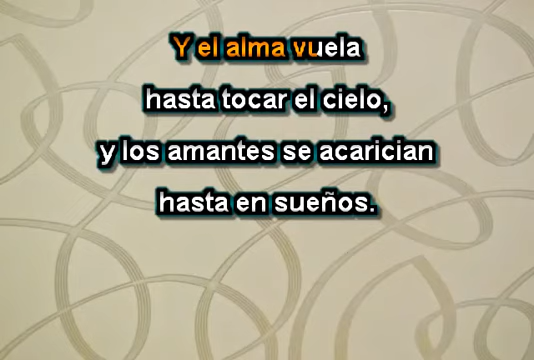 Y el alma vuela
hasta tocar el cielo,
y los amantes se acarician
hasta en sueños.